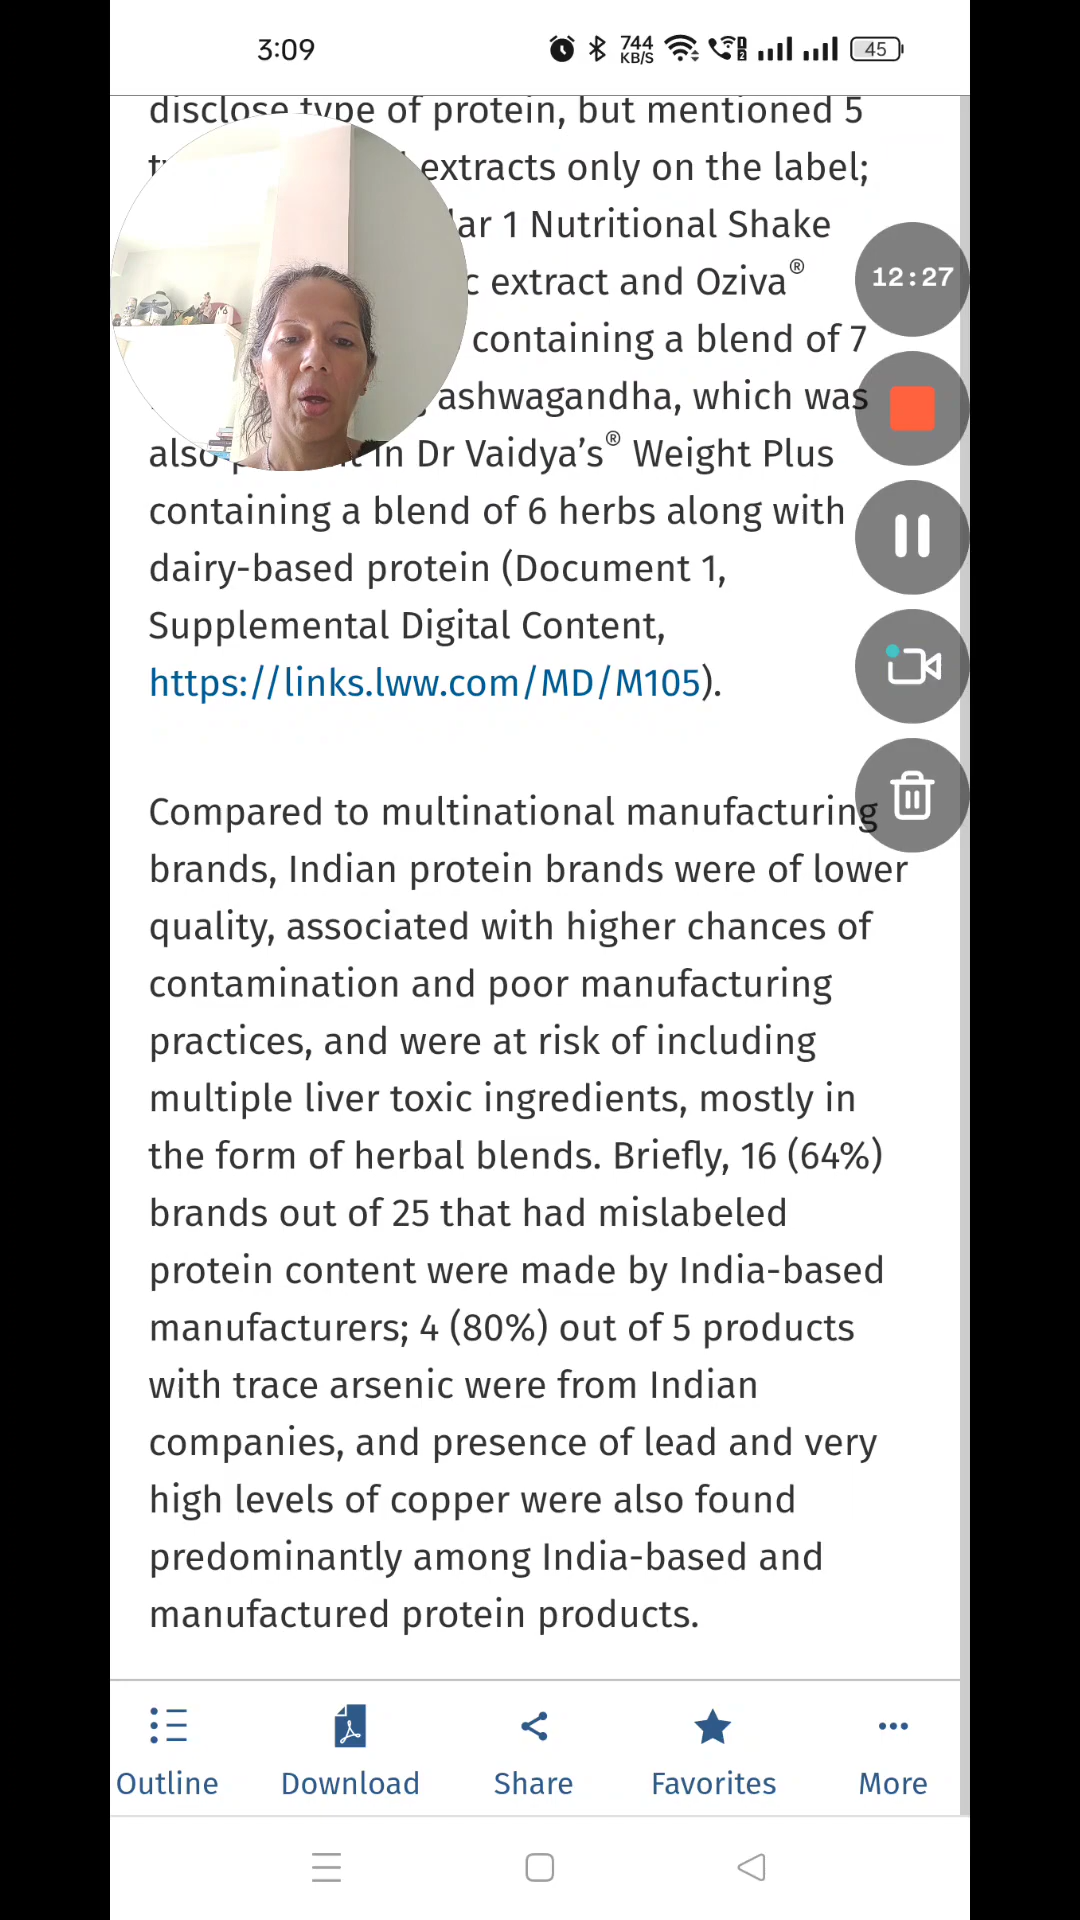 3:09
744
KB/S
2
45
disclose type of protein, but mentioned 5
extracts only on the label;
lar 1 Nutritional Shake
c extract and Oziva®
containing a blend of 7
ashwagandha, which was
also in Dr Vaidya’s® Weight Plus
containing a blend of 6 herbs along with
dairy-based protein (Document 1,
Supplemental Digital Content,
https://links.lww.com/MD/M105).
12:27
Compared to multinational manufacturing
brands, Indian protein brands were of lower
quality, associated with higher chances of
contamination and poor manufacturing
practices, and were at risk of including
multiple liver toxic ingredients, mostly in
the form of herbal blends. Briefly, 16 (64%)
brands out of 25 that had mislabeled
protein content were made by India-based
manufacturers; 4 (80%) out of 5 products
with trace arsenic were from Indian
companies, and presence of lead and very
high levels of copper were also found
predominantly among India-based and
manufactured protein products.
Outline Download Share Favorites More